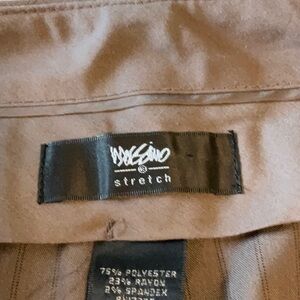 mossimo
stretch
75% POLYESTER
23% RAYON
2% SPANDEX